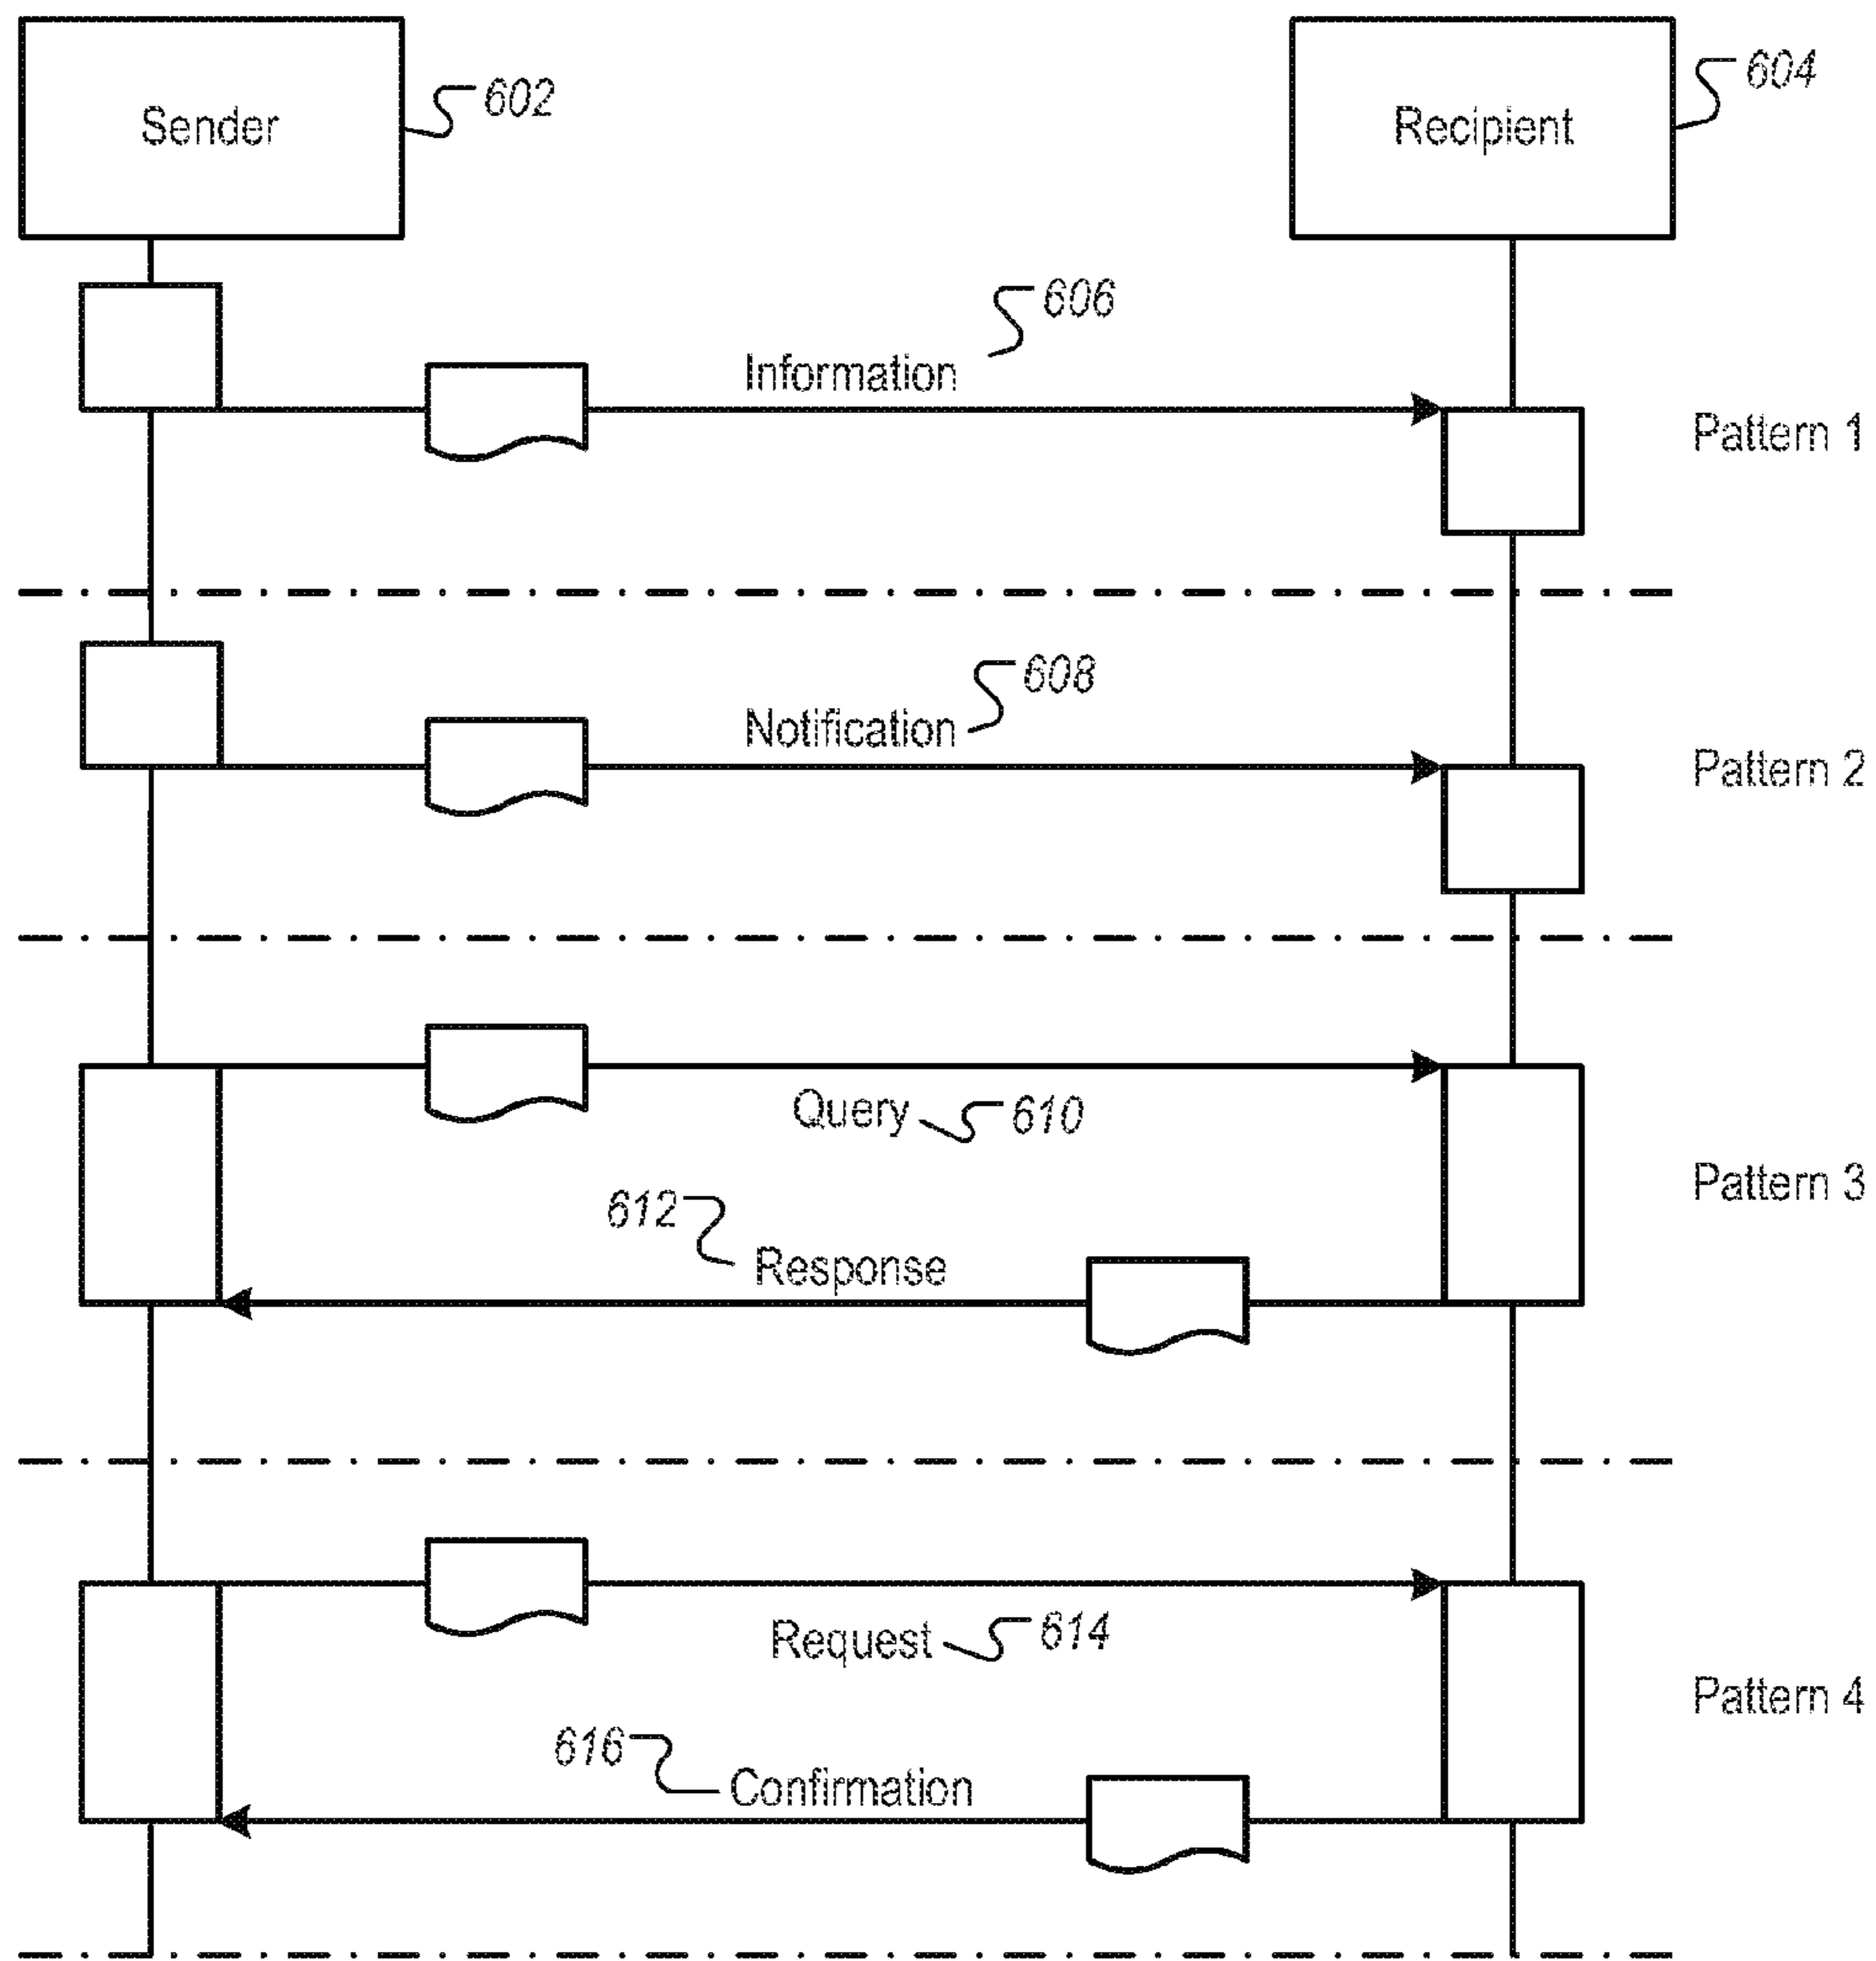 Sender
602
Recipient
604
Information
606
Pattern 1
Notification
608
Pattern 2
Query
610
Pattern 3
612
Response
Request
614
Pattern 4
616
Confirmation